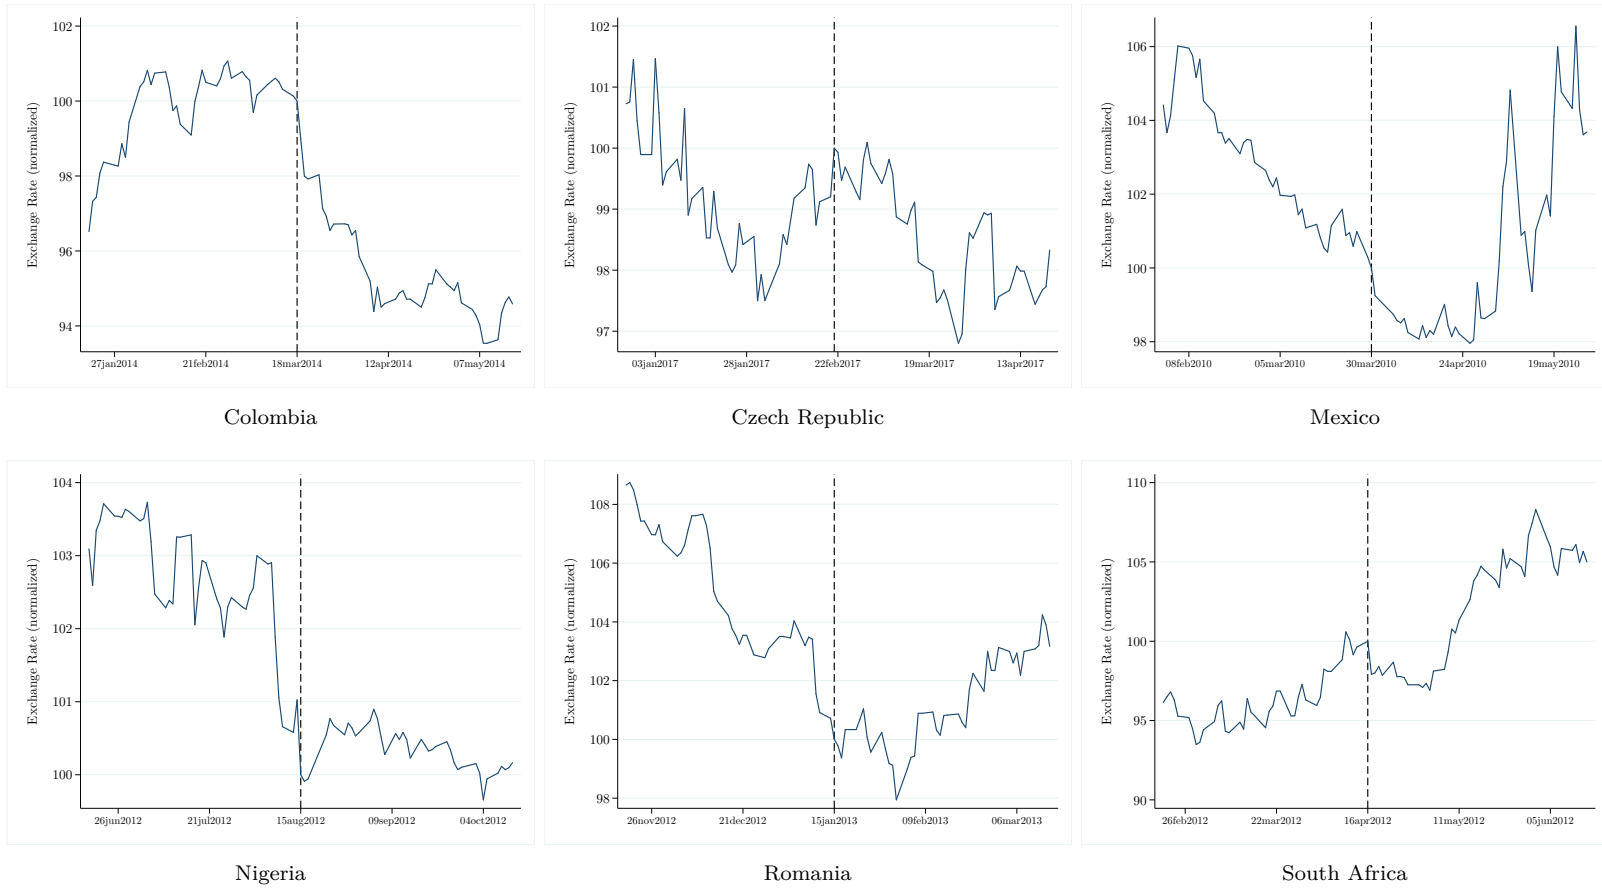 102
100
98
96
94
Exchange Rate (normalized)
27jan2014 21feb2014 18mar2014 12apr2014 07may2014
Colombia
102
101
100
99
98
97
Exchange Rate (normalized)
03jan2017 28jan2017 22feb2017 19mar2017 13apr2017
Czech Republic
106
104
102
100
98
Exchange Rate (normalized)
08feb2010 05mar2010 30mar2010 24apr2010 19may2010
Mexico
104
103
102
101
100
Exchange Rate (normalized)
26jun2012 21jul2012 15aug2012 09sep2012 04oct2012
Nigeria
108
106
104
102
100
98
Exchange Rate (normalized)
26nov2012 21dec2012 15jan2013 09feb2013 06mar2013
Romania
110
105
100
95
90
Exchange Rate (normalized)
26feb2012 22mar2012 16apr2012 11may2012 05jun2012
South Africa